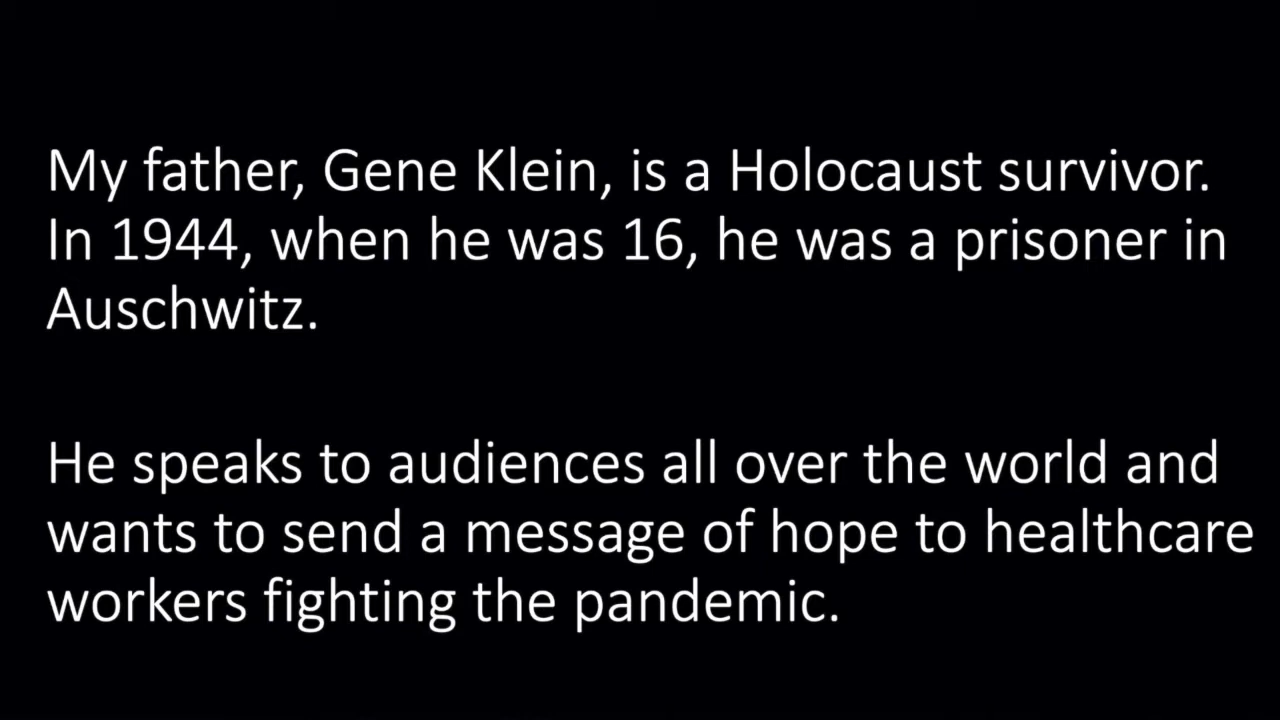 My father, Gene Klein, is a Holocaust survivor.
In 1944, when he was 16, he was a prisoner in
Auschwitz.
He speaks to audiences all over the world and
wants to send a message of hope to healthcare
workers fighting the pandemic.